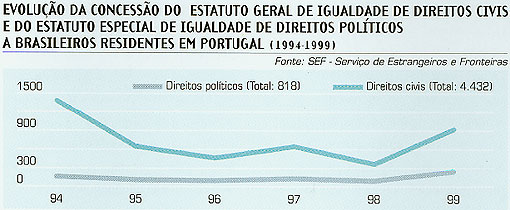 EVOLUÇÃO DA CONCESSÃO DO ESTATUTO GERAL DE IGUALDADE DE DIREITOS CIVIS
E DO ESTATUTO ESPECIAL DE IGUALDADE DE DIREITOS POLÍTICOS
A BRASILEIROS RESIDENTES EM PORTUGAL (1994-1999)
Fonte: SEF - Serviço de Estrangeiros e Fronteiras
1500
Direitos políticos (Total: 818) Direitos civis (Total: 4.432)
900
300
0
94 95 96 97 98 99